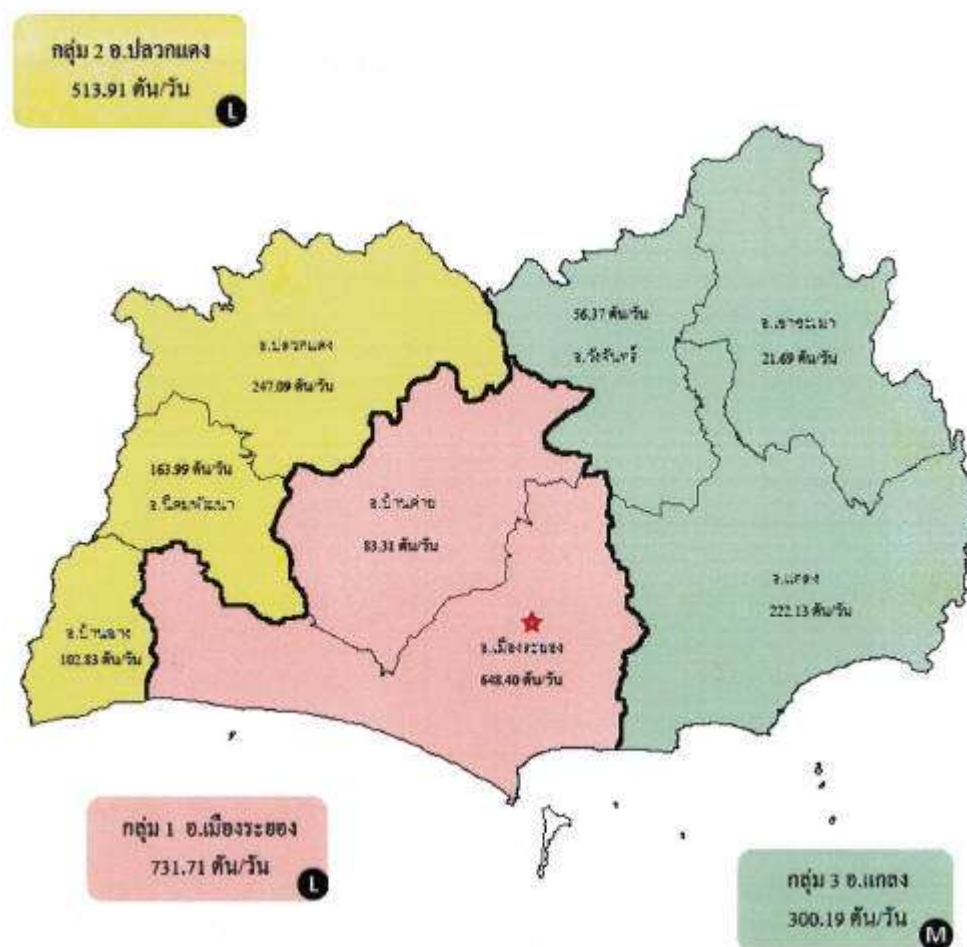 กลุ่ม 2 อ.ปลวกแดง
513.91 ตัน/วัน
L
56.37 ตัน/วัน
อ.วังจันทร์
อ.เขาชะเมา
21.69 ตัน/วัน
อ.ปลวกแดง
247.09 ตัน/วัน
163.99 ตัน/วัน
อ.นิคมพัฒนา
อ.บ้านค่าย
83.31 ตัน/วัน
อ.แกลง
222.13 ตัน/วัน
อ.บ้านฉาง
102.83 ตัน/วัน
อ.เมืองระยอง
648.40 ตัน/วัน
กลุ่ม 1 อ.เมืองระยอง
731.71 ตัน/วัน
L
กลุ่ม 3 อ.แกลง
300.19 ตัน/วัน
M